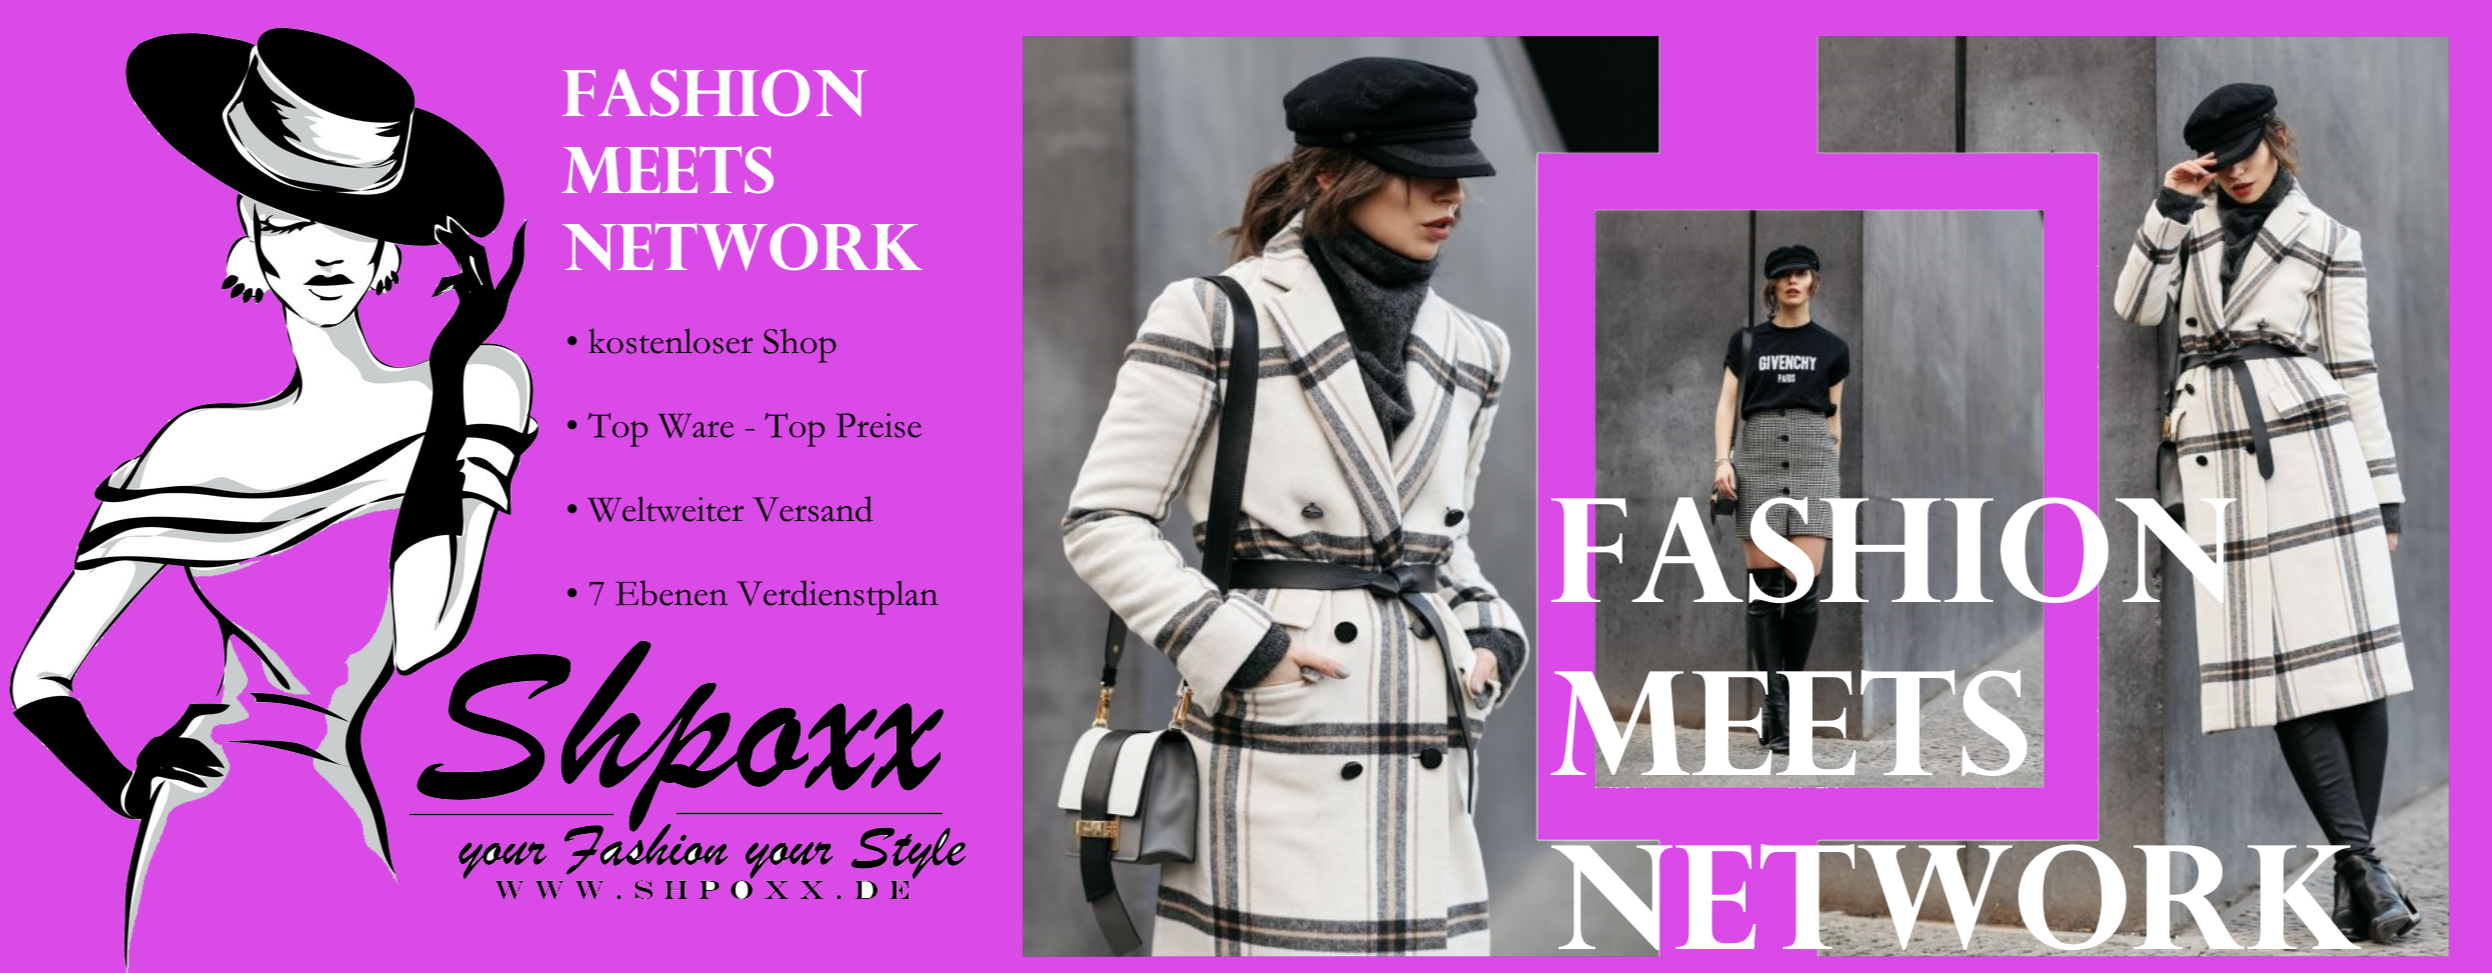 FASHION
MEETS
NETWORK
• kostenloser Shop
• Top Ware - Top Preise
• Weltweiter Versand
• 7 Ebenen Verdienstplan
Shpoxx
your Fashion your Style
WWW.SHPOXX.DE
GIVENCHY
PARIS
FASHION
MEETS
NETWORK